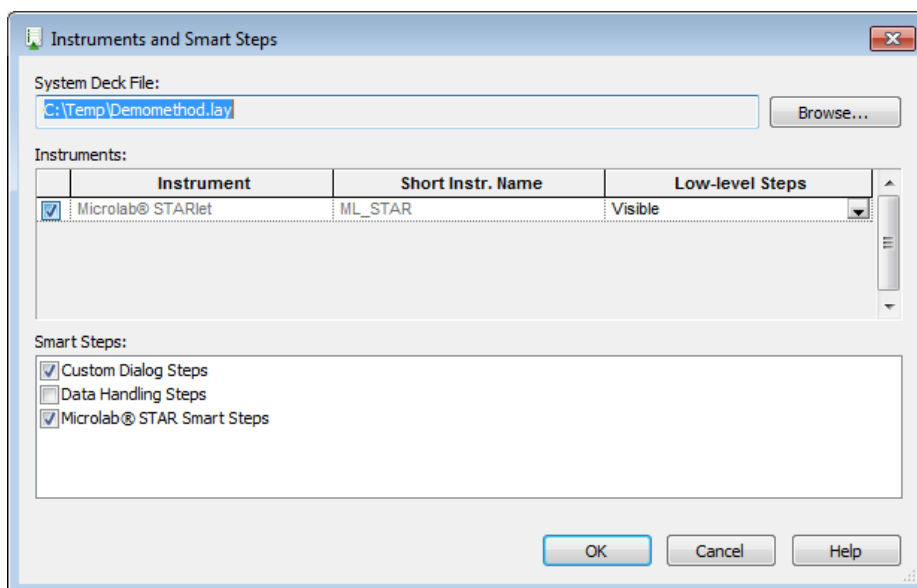 Instruments and Smart Steps
System Deck File:
C:\Temp\Demomethod.lay
Browse...
Instruments:
Instrument Short Instr. Name Low-level Steps
Microlab® STARlet ML_STAR Visible
Smart Steps:
Custom Dialog Steps
Data Handling Steps
Microlab® STAR Smart Steps
OK Cancel Help